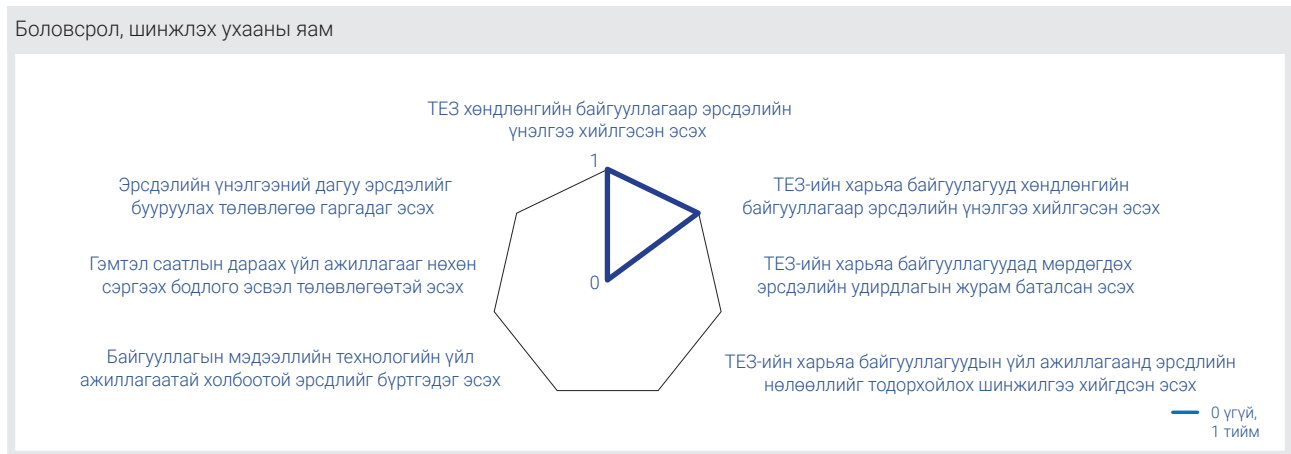 Боловсрол, шинжлэх ухааны яам
ТЕЗ хөндлөнгийн байгууллагаар эрсдэлийн
үнэлгээ хийлгэсэн эсэх
1
Эрсдэлийн үнэлгээний дагуу эрсдэлийг
бууруулах төлөвлөгөө гаргадаг эсэх
ТЕЗ-ийн харьяа байгуулагууд хөндлөнгийн
байгууллагаар эрсдэлийн үнэлгээ хийлгэсэн эсэх
Гэмтэл саатлын дараах үйл ажиллагааг нөхөн
сэргээх бодлого эсвэл төлөвлөгөөтэй эсэх
0
ТЕЗ-ийн харьяа байгууллагуудад мөрдөгдөх
эрсдэлийн удирдлагын журам баталсан эсэх
Байгууллагын мэдээллийн технологийн үйл
ажиллагаатай холбоотой эрсдлийг бүртгэдэг эсэх
ТЕЗ-ийн харьяа байгууллагуудын үйл ажиллагаанд эрсдлийн
нөлөөллийг тодорхойлох шинжилгээ хийгдсэн эсэх
0 үгүй,
1 тийм